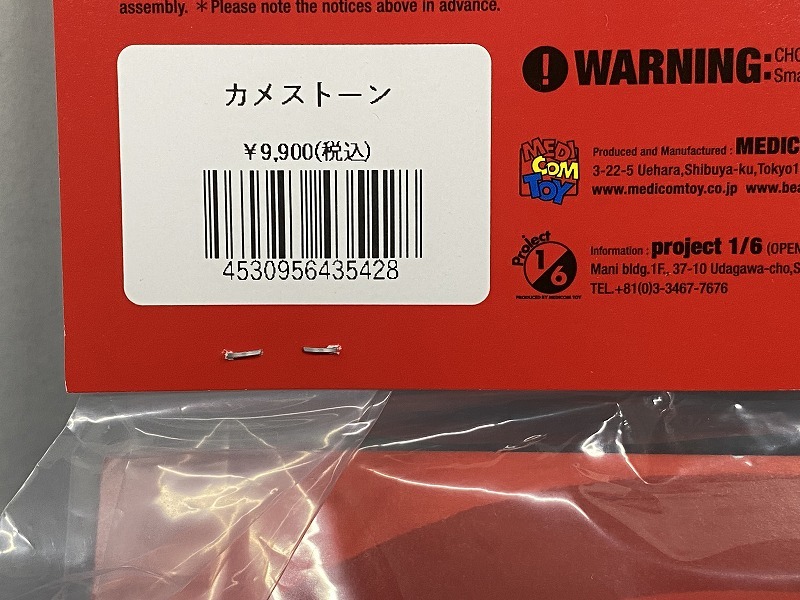 assembly. ＊Please note the notices above in advance.
カメストーン
¥9,900(税込)
4530956435428
WARNING:
MEDI
COM
TOY
Produced and Manufactured : MEDIC
3-22-5 Uehara,Shibuya-ku,Tokyo1
www.medicomtoy.co.jp www.bea
Project
1/6
PRODUCED BY MEDICOM TOY
Information : project 1/6 (OPEN
Mani bldg.1F., 37-10 Udagawa-cho,S
TEL.+81(0)3-3467-7676